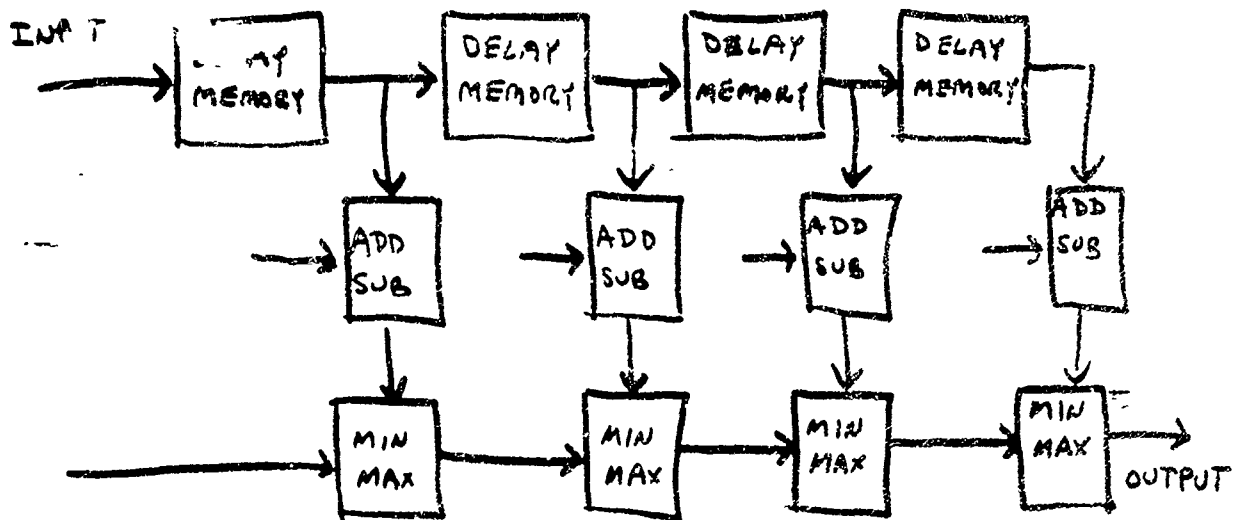 DELAY
MEMORY
DELAY
MEMORY
DELAY
MEMORY
MEMORY
ADD
SUB
ADD
SUB
ADD
SUB
ADD
SUB
MIN
MAX
MIN
MAX
MIN
MAX
MIN
MAX
OUTPUT